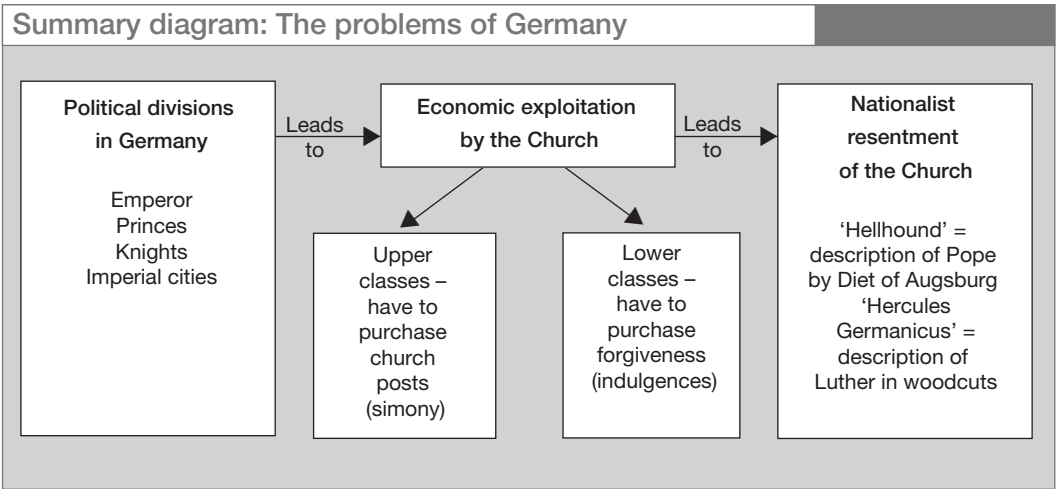 Summary diagram: The problems of Germany
Political divisions
in Germany
Emperor
Princes
Knights
Imperial cities
Leads
to
Economic exploitation
by the Church
Upper
classes –
have to
purchase
church
posts
(simony)
Lower
classes –
have to
purchase
forgiveness
(indulgences)
Leads
to
Nationalist
resentment
of the Church
‘Hellhound’ =
description of Pope
by Diet of Augsburg
‘Hercules
Germanicus’ =
description of
Luther in woodcuts